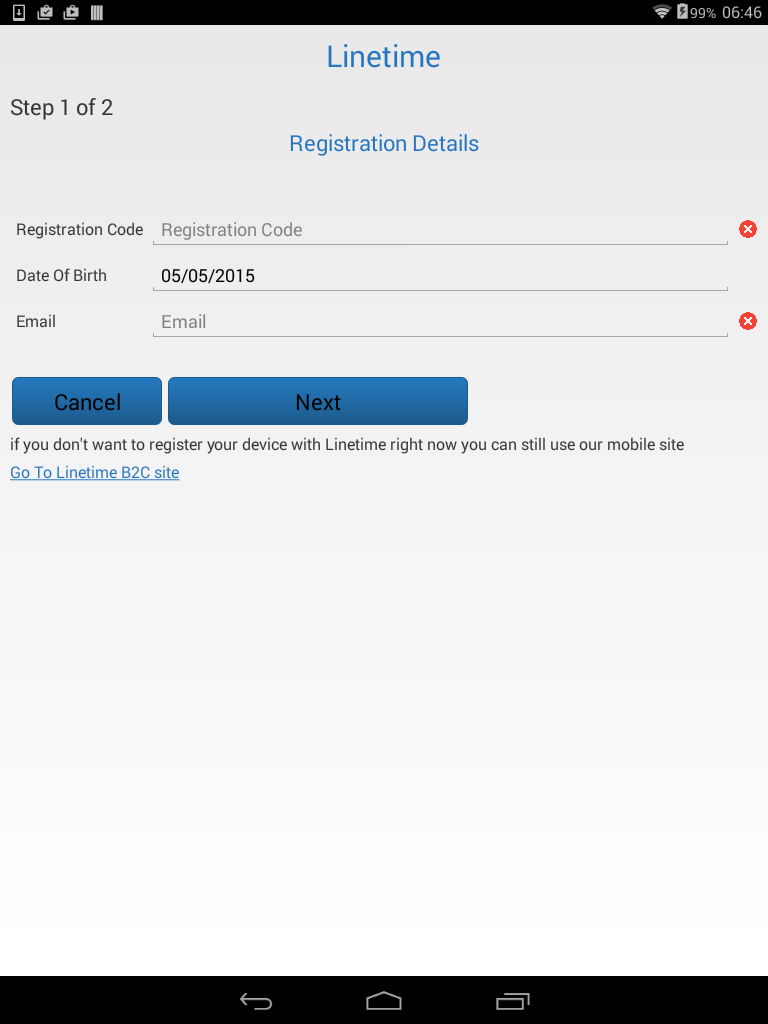 99% 06:46
Linetime
Step 1 of 2
Registration Details
Registration Code Registration Code
Date Of Birth 05/05/2015
Email Email
Cancel Next
if you don't want to register your device with Linetime right now you can still use our mobile site
Go To Linetime B2C site